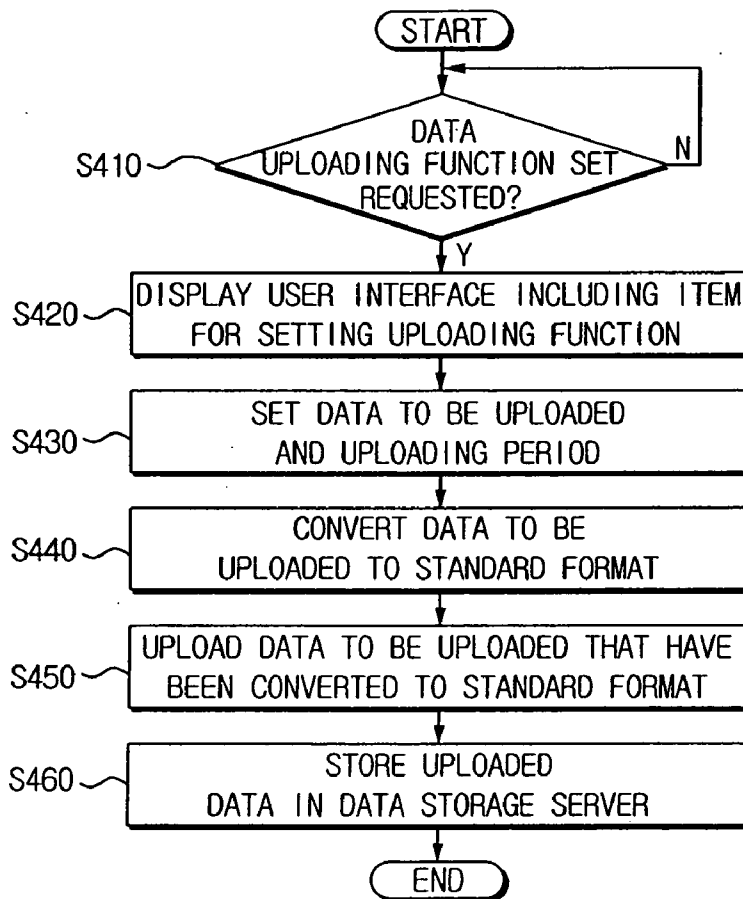 START
DATA
UPLOADING FUNCTION SET
REQUESTED?
N
S410
Y
S420
DISPLAY USER INTERFACE INCLUDING ITEM
FOR SETTING UPLOADING FUNCTION
S430
SET DATA TO BE UPLOADED
AND UPLOADING PERIOD
S440
CONVERT DATA TO BE
UPLOADED TO STANDARD FORMAT
S450
UPLOAD DATA TO BE UPLOADED THAT HAVE
BEEN CONVERTED TO STANDARD FORMAT
S460
STORE UPLOADED
DATA IN DATA STORAGE SERVER
END